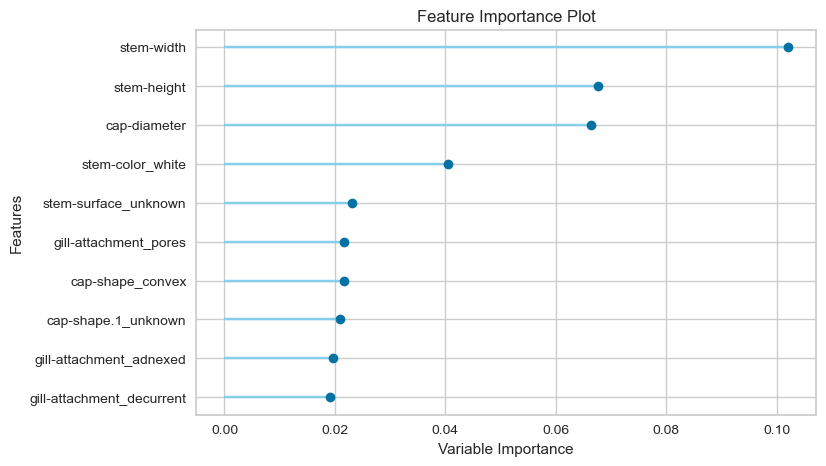 Feature Importance Plot
stem-width
stem-height
cap-diameter
stem-color_white
stem-surface_unknown
gill-attachment_pores
cap-shape_convex
cap-shape.1_unknown
gill-attachment_adnexed
gill-attachment_decurrent
Features
0.00 0.02 0.04 0.06 0.08 0.10
Variable Importance